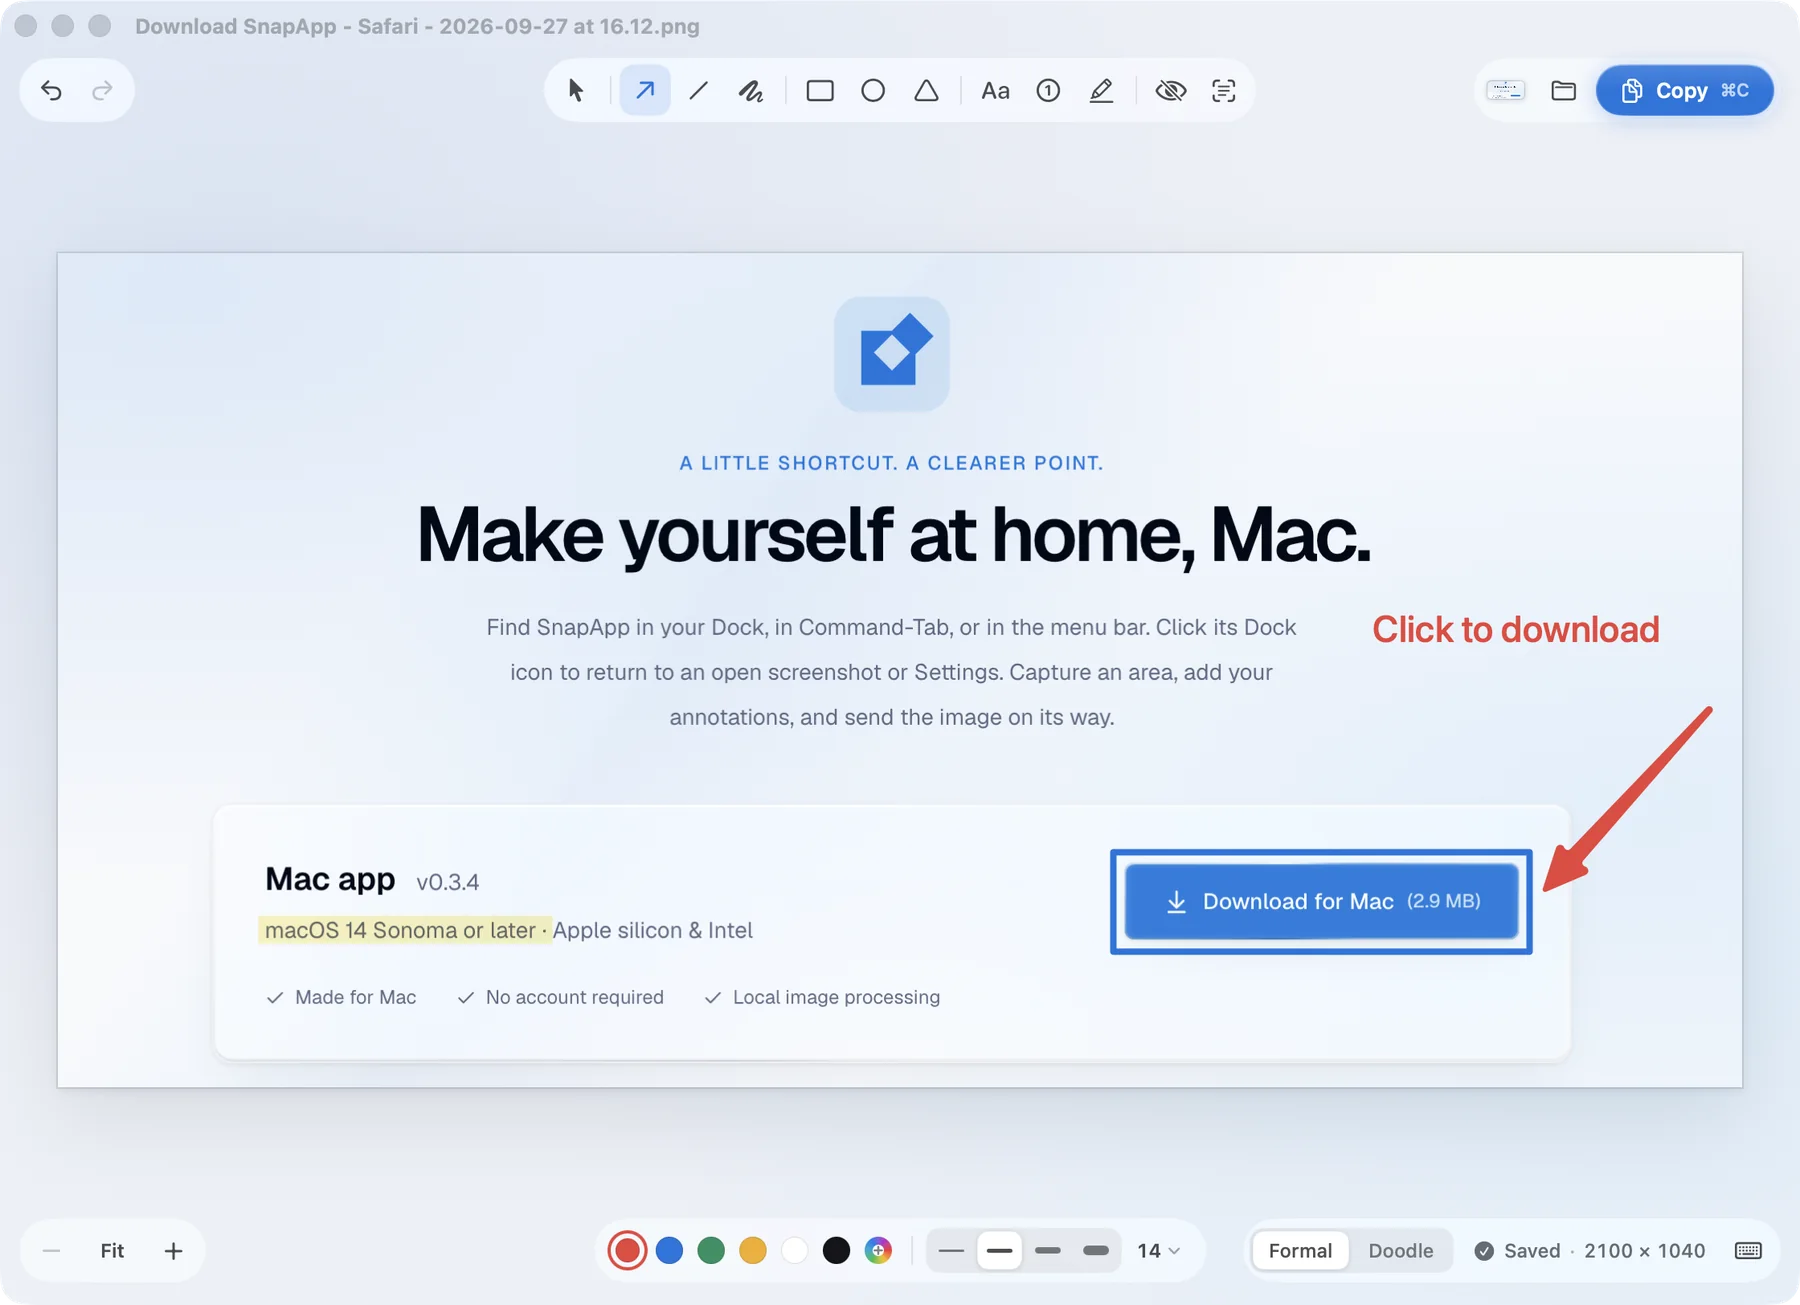 Download SnapApp - Safari - 2026-09-27 at 16.12.png
Aa
1
Copy ⌘C
A LITTLE SHORTCUT. A CLEARER POINT.
Make yourself at home, Mac.
Find SnapApp in your Dock, in Command-Tab, or in the menu bar. Click its Dock
icon to return to an open screenshot or Settings. Capture an area, add your
annotations, and send the image on its way.
Click to download
Mac app v0.3.4
macOS 14 Sonoma or later · Apple silicon & Intel
Download for Mac (2.9 MB)
Made for Mac
No account required
Local image processing
Fit
14
Formal
Doodle
Saved · 2100 × 1040